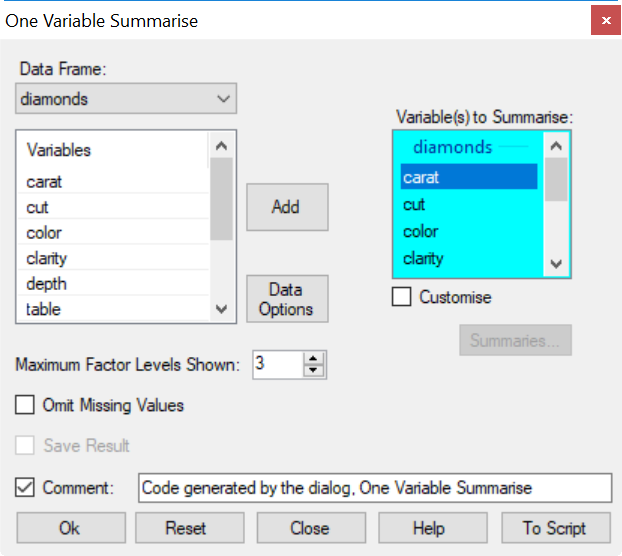 One Variable Summarise
Data Frame:
diamonds
Variables
carat
cut
color
clarity
depth
table
Add
Data
Options
Variable(s) to Summarise:
diamonds
carat
cut
color
clarity
Customise
Summaries...
Maximum Factor Levels Shown: 3
Omit Missing Values
Save Result
Comment: Code generated by the dialog, One Variable Summarise
Ok Reset Close Help To Script